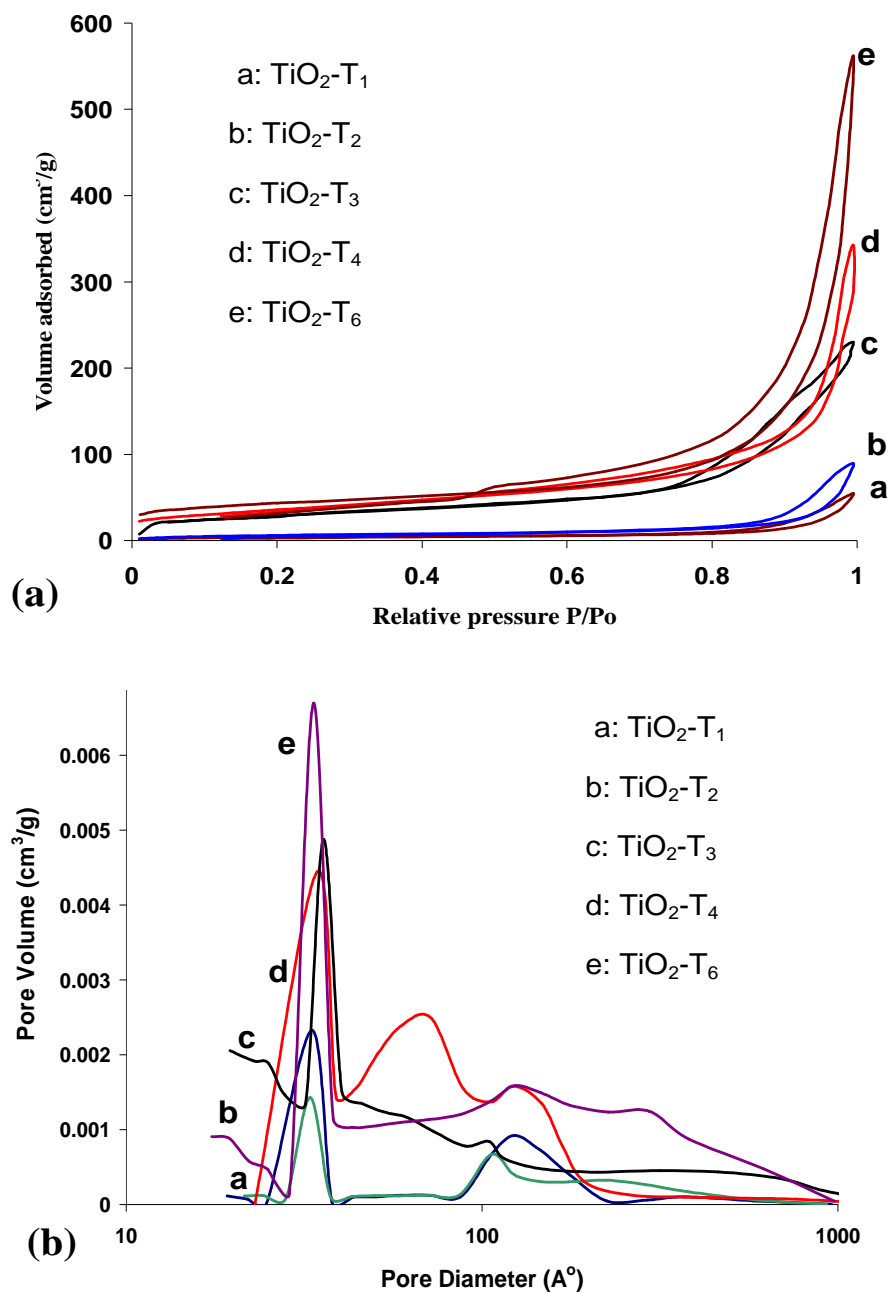 600
500
400
300
200
100
0
Volume adsorbed (cm³/g)
a: TiO₂-T₁
b: TiO₂-T₂
c: TiO₂-T₃
d: TiO₂-T₄
e: TiO₂-T₆
e
d
c
b
a
0 0.2 0.4 0.6 0.8 1
Relative pressure P/Po
(a)
0.006
0.005
0.004
0.003
0.002
0.001
0
Pore Volume (cm³/g)
a: TiO₂-T₁
b: TiO₂-T₂
c: TiO₂-T₃
d: TiO₂-T₄
e: TiO₂-T₆
e
d
c
b
a
10 100 1000
Pore Diameter (A⁰)
(b)